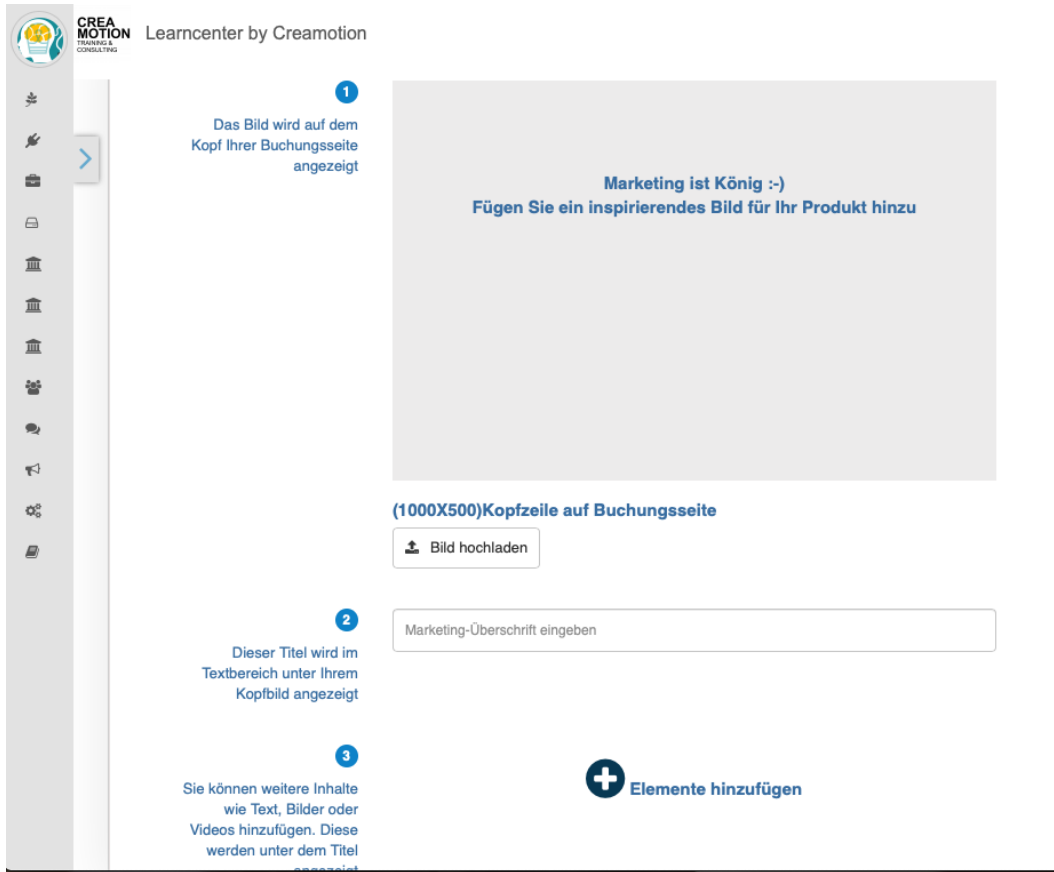 CREA
MOTION
TRAINING &
CONSULTING
Learncenter by Creamotion
1
Das Bild wird auf dem
Kopf Ihrer Buchungsseite
angezeigt
Marketing ist König :-)
Fügen Sie ein inspirierendes Bild für Ihr Produkt hinzu
(1000X500)Kopfzeile auf Buchungsseite
Bild hochladen
2
Dieser Titel wird im
Textbereich unter Ihrem
Kopfbild angezeigt
Marketing-Überschrift eingeben
3
Sie können weitere Inhalte
wie Text, Bilder oder
Videos hinzufügen. Diese
werden unter dem Titel
angezeigt
Elemente hinzufügen